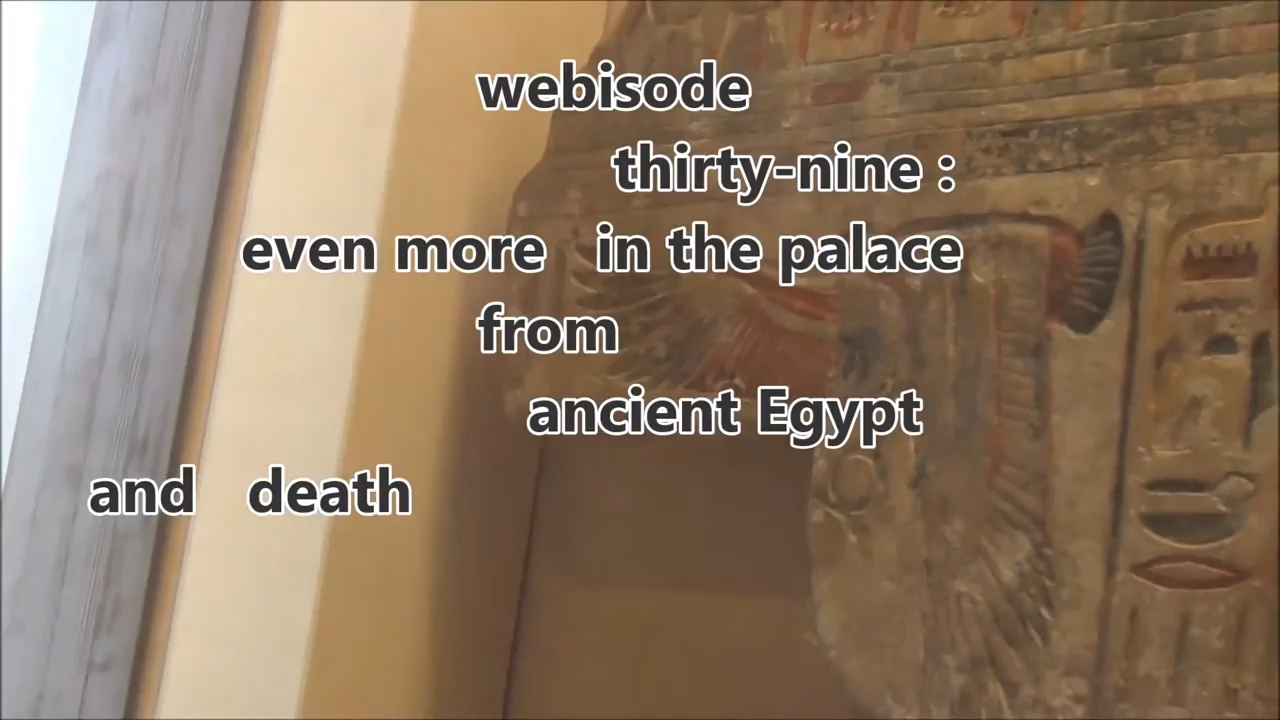 webisode
thirty-nine :
even more in the palace
from
ancient Egypt
and death